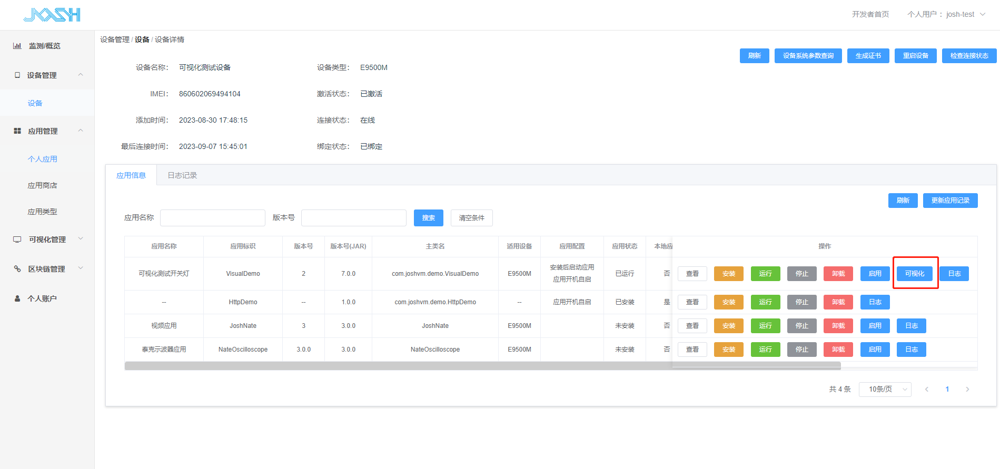 JOSH
开发者首页 个人用户 : josh-test
监测/概览
设备管理
设备
应用管理
个人应用
应用商店
应用类型
可视化管理
区块链管理
个人账户
设备管理 / 设备 / 设备详情
刷新 设备系统参数查询 生成证书 重启设备 检查连接状态
设备名称: 可视化测试设备 设备类型: E9500M
IMEI: 860602069494104 激活状态: 已激活
添加时间: 2023-08-30 17:48:15 连接状态: 在线
最后连接时间: 2023-09-07 15:45:01 绑定状态: 已绑定
应用信息 日志记录
刷新 更新应用记录
应用名称 版本号 搜索 清空条件
应用名称 应用标识 版本号 版本号(JAR) 主类名 适用设备 应用配置 应用状态 本地应 操作
可视化测试开关灯 VisualDemo 2 7.0.0 com.joshvm.demo.VisualDemo E9500M 安装后启动应用 已运行 否 查看 安装 运行 停止 卸载 启用 可视化 日志
应用开机自启
-- HttpDemo -- 1.0.0 com.joshvm.demo.HttpDemo -- 应用开机自启 已安装 是 查看 安装 运行 停止 卸载 日志
视频应用 JoshNate 3 3.0.0 JoshNate E9500M 未安装 否 查看 安装 运行 停止 卸载 启用 日志
泰克示波器应用 NateOscilloscope 3.0.0 3.0.0 NateOscilloscope E9500M 未安装 否 查看 安装 运行 停止 卸载 启用 日志
共 4 条 10条/页 1